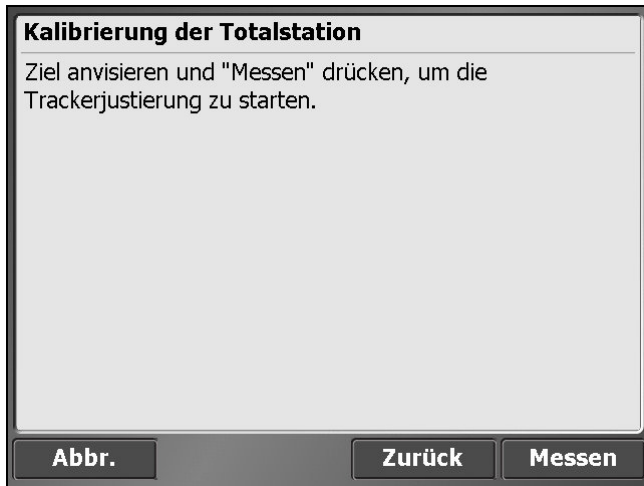 Kalibrierung der Totalstation
Ziel anvisieren und "Messen" drücken, um die
Trackerjustierung zu starten.
Abbr.
Zurück
Messen